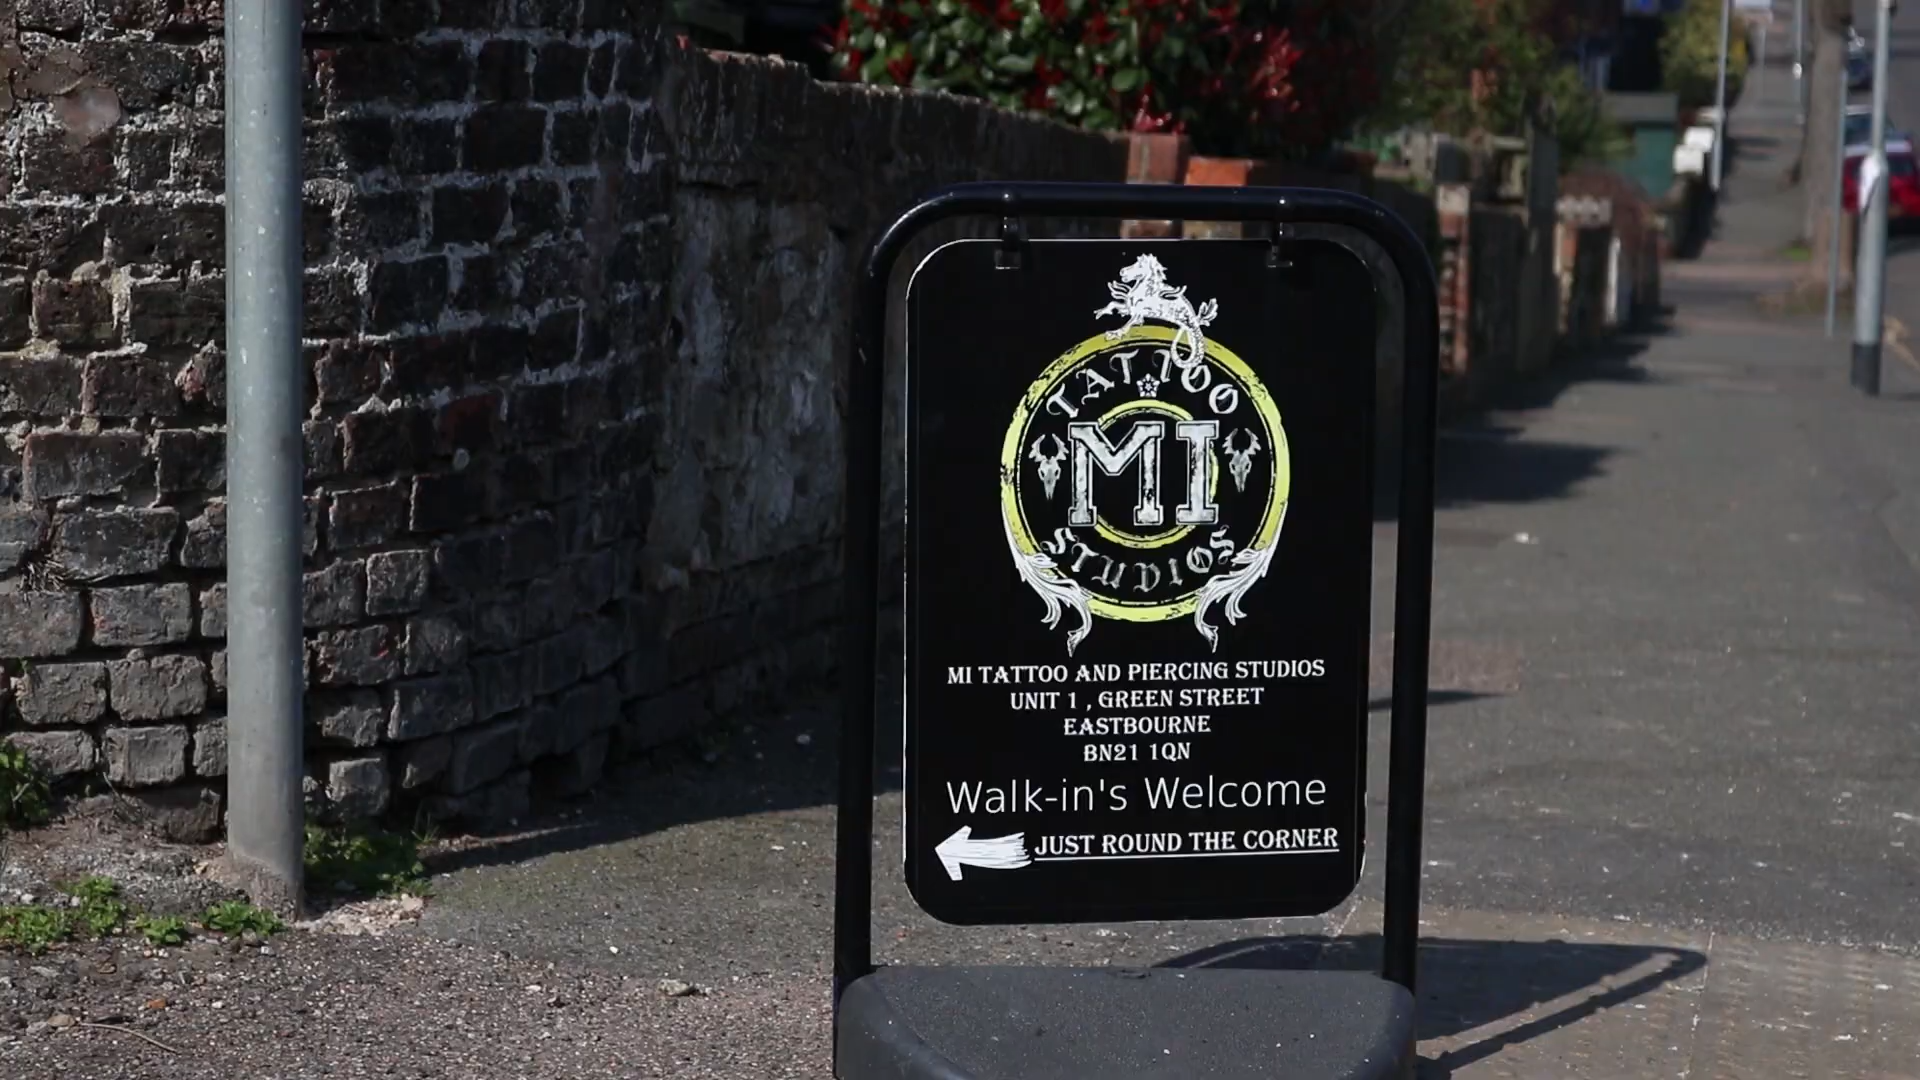 TATTOO
MI
STUDIOS
MI TATTOO AND PIERCING STUDIOS
UNIT 1 , GREEN STREET
EASTBOURNE
BN21 1QN
Walk-in's Welcome
JUST ROUND THE CORNER